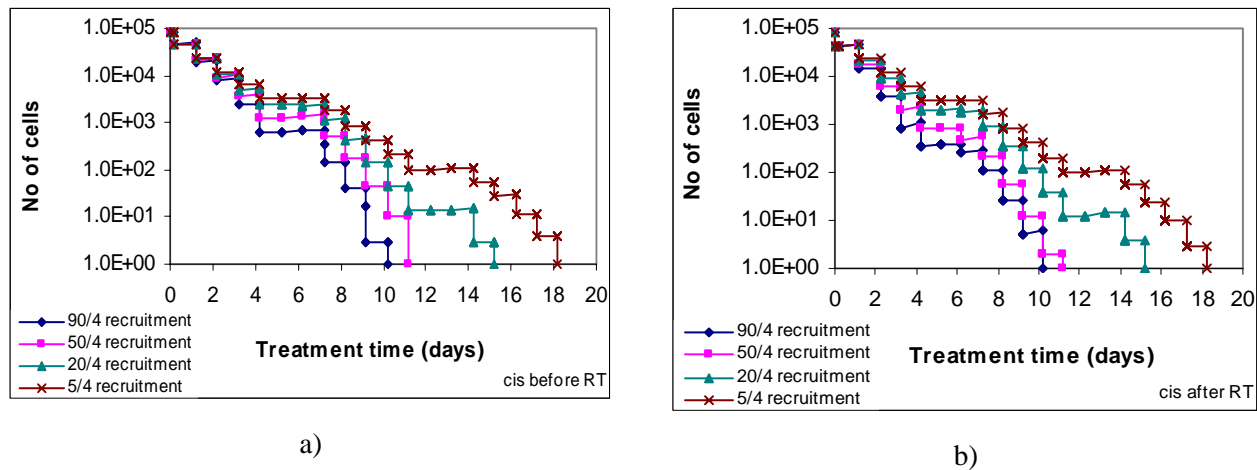 No of cells
1.0E+05
1.0E+04
1.0E+03
1.0E+02
1.0E+01
1.0E+00
0 2 4 6 8 10 12 14 16 18 20
Treatment time (days)
90/4 recruitment
50/4 recruitment
20/4 recruitment
5/4 recruitment
cis before RT
a)
No of cells
1.0E+05
1.0E+04
1.0E+03
1.0E+02
1.0E+01
1.0E+00
0 2 4 6 8 10 12 14 16 18 20
Treatment time (days)
90/4 recruitment
50/4 recruitment
20/4 recruitment
5/4 recruitment
cis after RT
b)